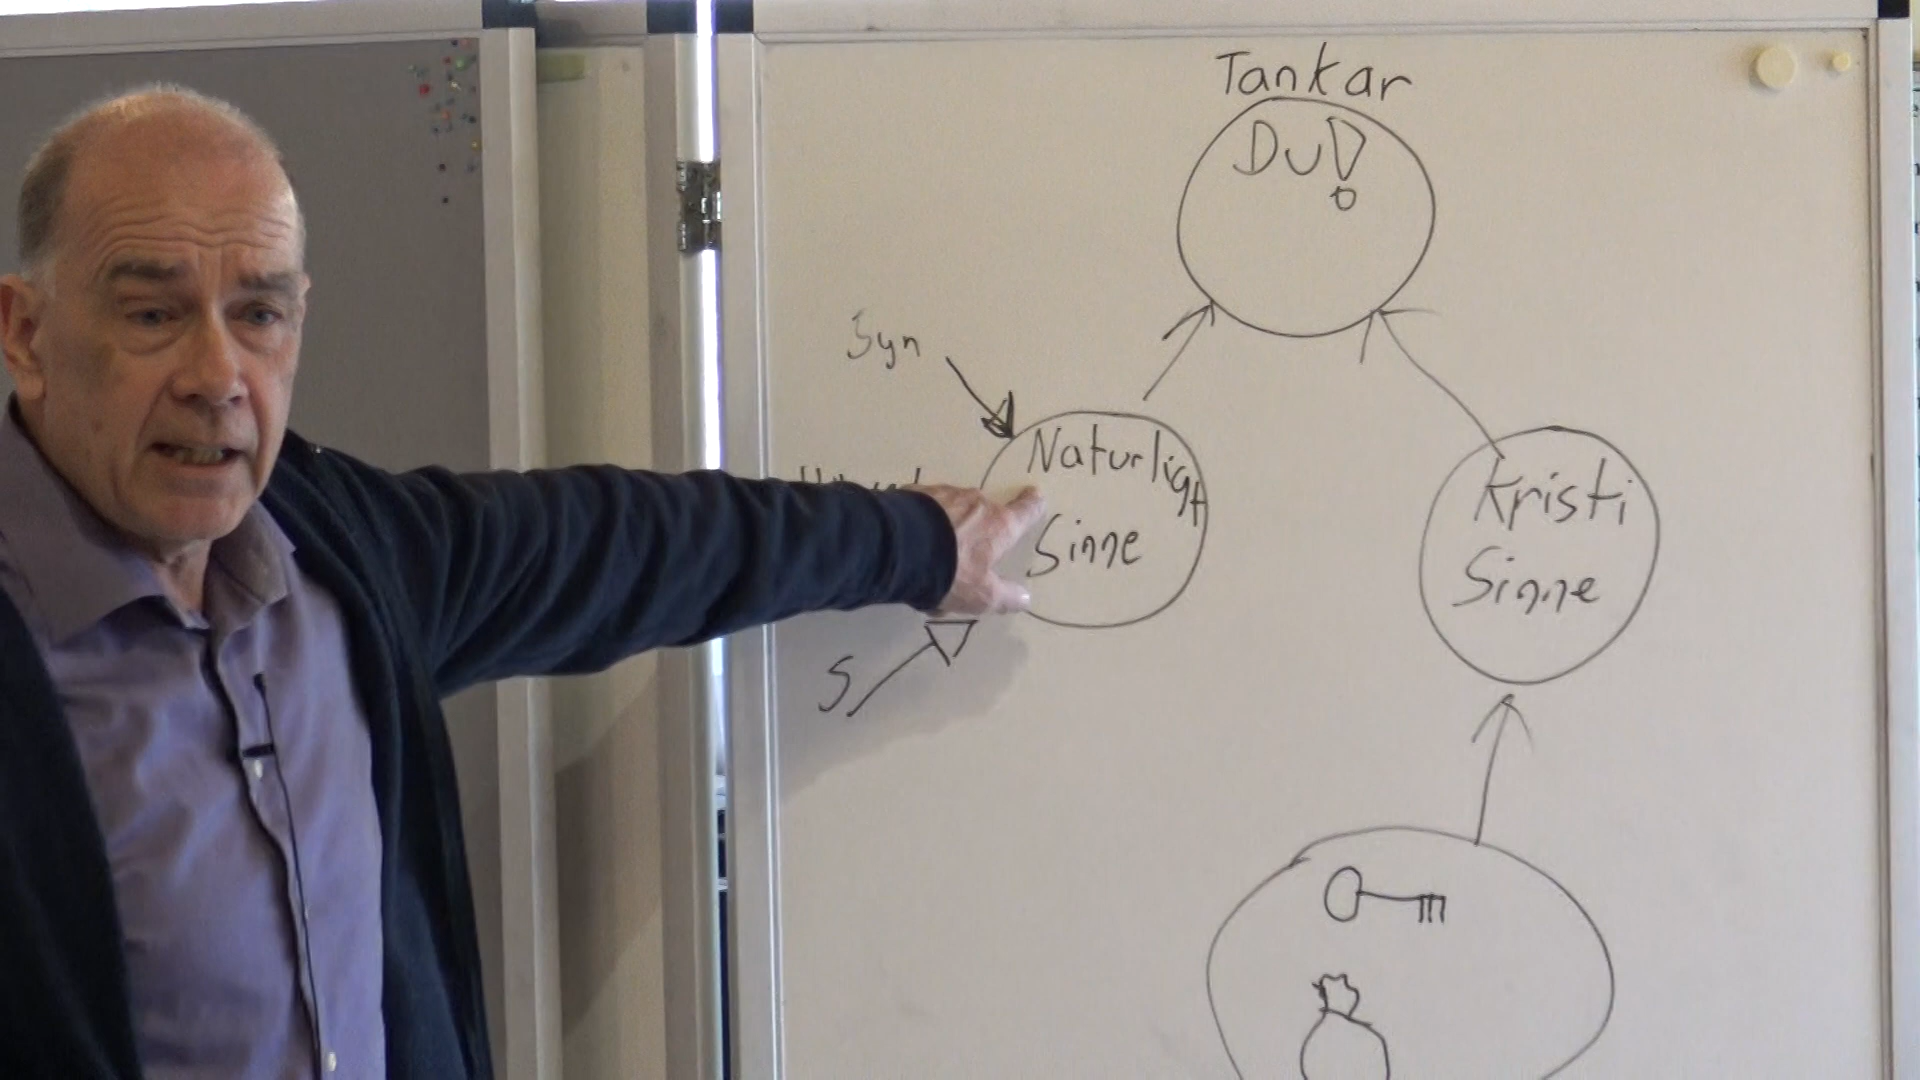 Tankar
DU!
Syn
Naturligt
Sinne
Kristi
Sinne
S